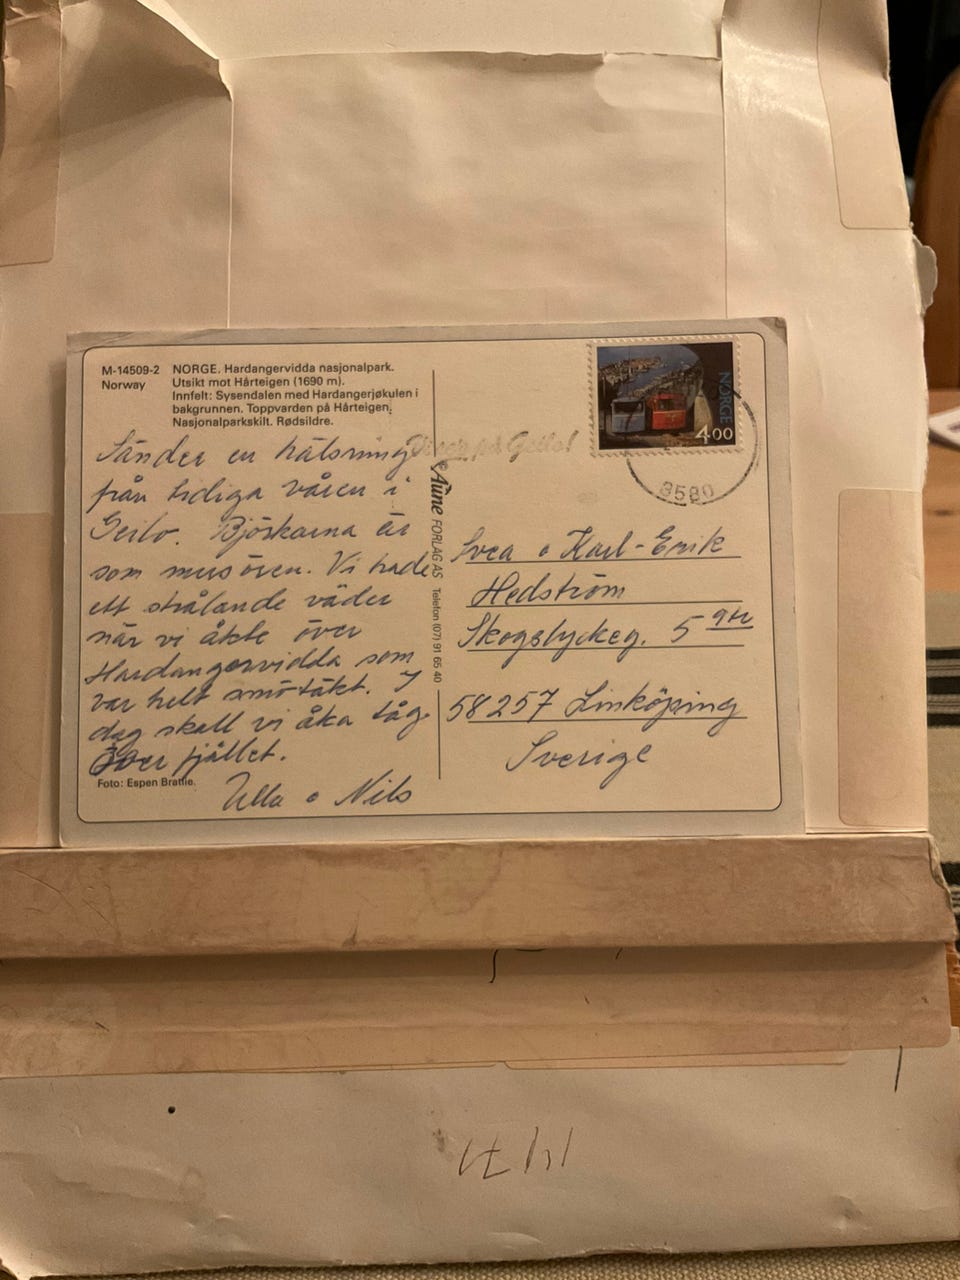 M-14509-2 NORGE. Hardangervidda nasjonalpark.
Norway Utsikt mot Hårteigen (1690 m).
Innfelt: Sysendalen med Hardangerjøkulen i
bakgrunnen. Toppvarden på Hårteigen.
Nasjonalparkskilt. Rødsildre.
Sänder en hälsning
från tidiga våren i
Geilo. Björkarna är
som musöron. Vi hade
ett strålande väder
när vi åkte över
Hardangervidda som
var helt snötäkt. I
dag skall vi åka tåg
över fjället.
Ulla o Nils
Foto: Espen Bratlie.
Aune FORLAG AS Telefon (07) 91 65 40
på Geilo!
NORGE
4.00
3580
Svea o Karl-Erik
Hedström
Skogslyckeg. 5
58257 Linköping
Sverige